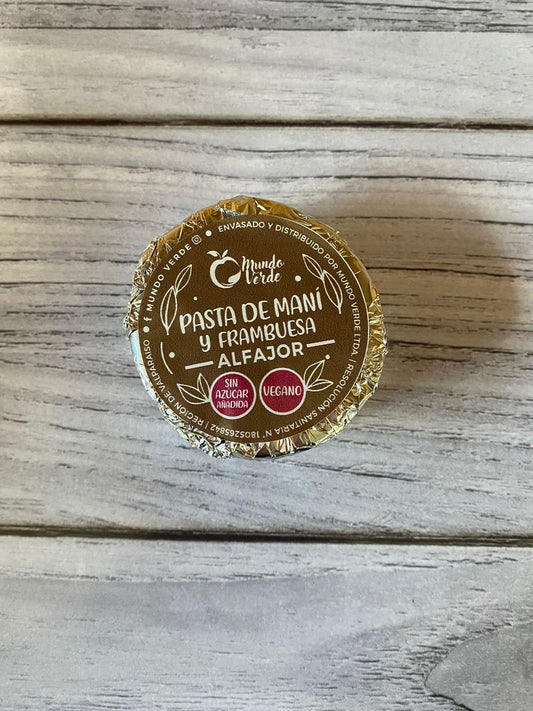 Mundo
Verde
PASTA DE MANÍ
Y FRAMBUESA
ALFAJOR
SIN
AZÚCAR
AÑADIDA
VEGANO
MUNDO VERDE
ENVASADO Y DISTRIBUIDO POR MUNDO VERDE LTDA. | RESOLUCIÓN SANITARIA N° 1805265842 | REGIÓN DE VALPARAÍSO